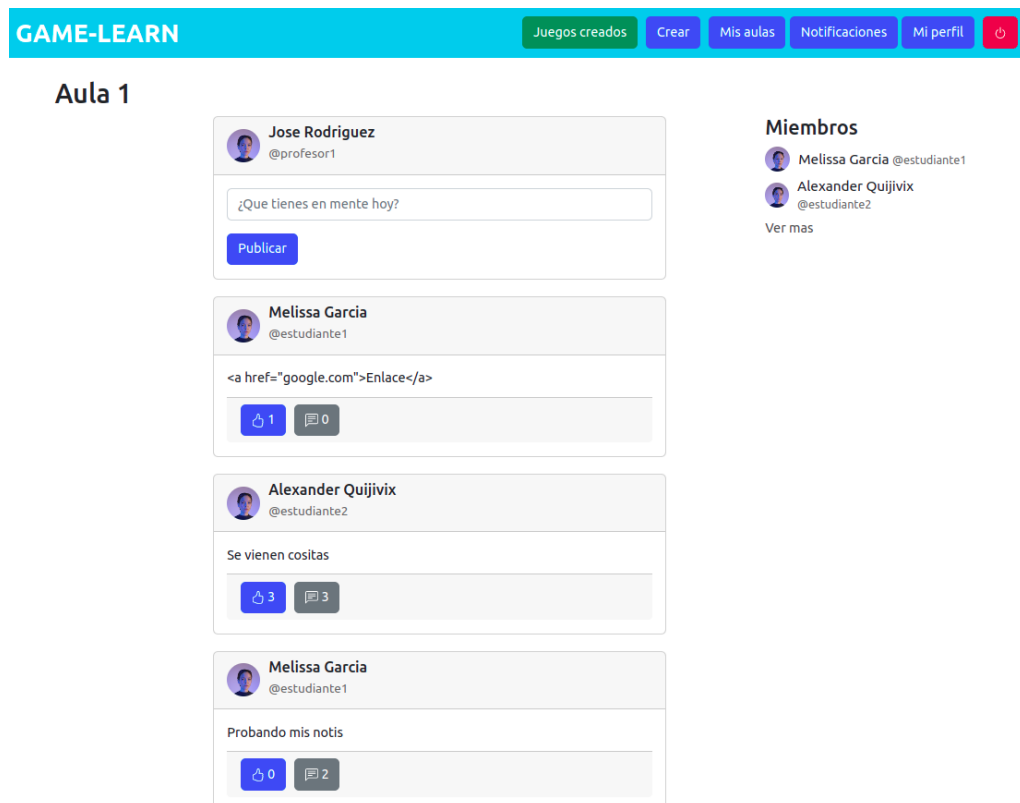 GAME-LEARN
Juegos creados
Crear
Mis aulas
Notificaciones
Mi perfil
Aula 1
Jose Rodriguez
@profesor1
¿Que tienes en mente hoy?
Publicar
Melissa Garcia
@estudiante1
<a href="google.com">Enlace</a>
1
0
Alexander Quijivix
@estudiante2
Se vienen cositas
3
3
Melissa Garcia
@estudiante1
Probando mis notis
0
2
Miembros
Melissa Garcia @estudiante1
Alexander Quijivix
@estudiante2
Ver mas